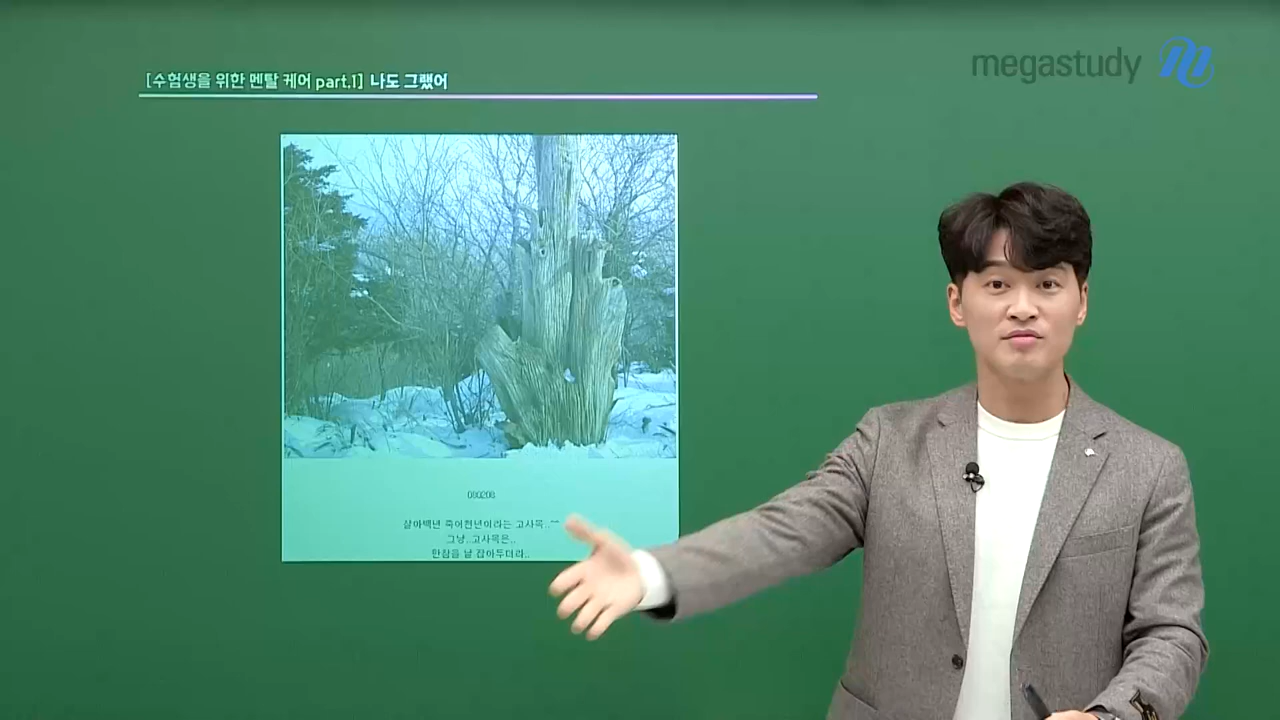 [수험생을 위한 멘탈 케어 part.1] 나도 그랬어
megastudy
080208
살아백년 죽어천년이라는 고사목..^^
그냥..고사목은..
한참을 날 잡아두더라..